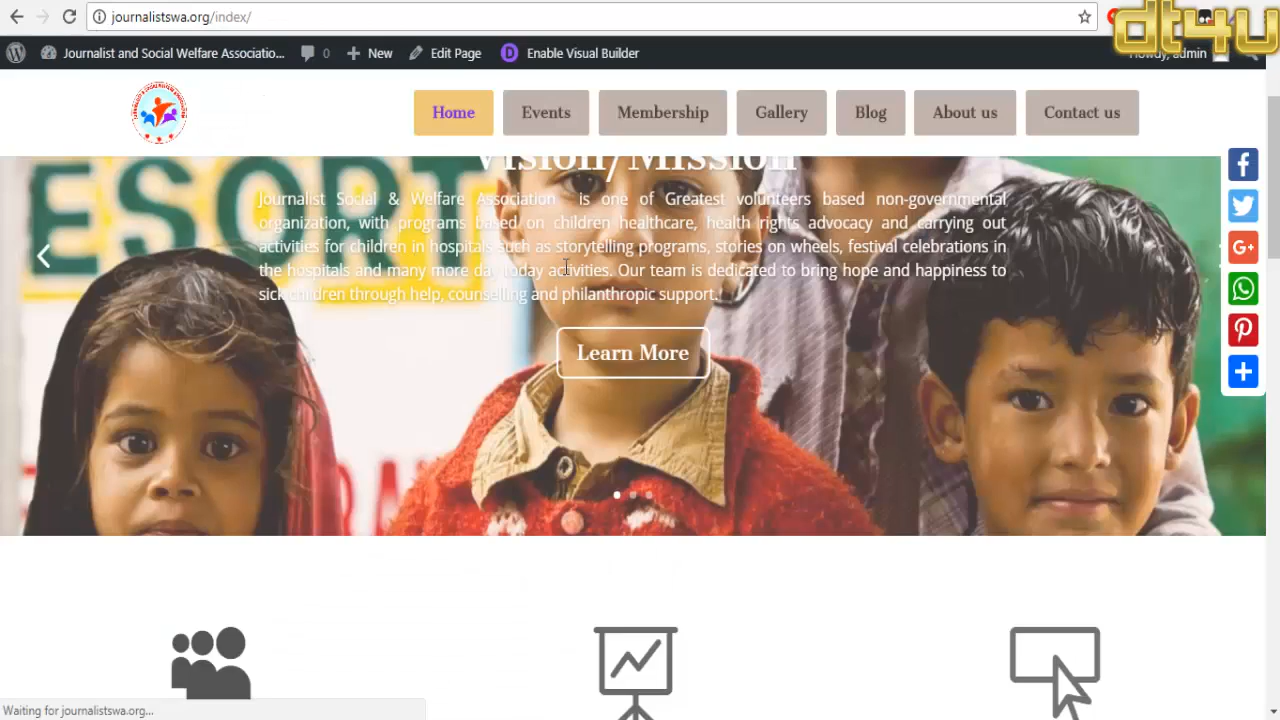 journalistswa.org/index/
dt4u
Journalist and Social Welfare Associatio... 0 New Edit Page D Enable Visual Builder Howdy, admin
Home Events Membership Gallery Blog About us Contact us
ESORT
Vision/Mission
Journalist Social & Welfare Association is one of Greatest volunteers based non-governmental
organization, with programs based on children healthcare, health rights advocacy and carrying out
activities for children in hospitals such as storytelling programs, stories on wheels, festival celebrations in
the hospitals and many more day today activities. Our team is dedicated to bring hope and happiness to
sick children through help, counselling and philanthropic support.'
Learn More
Waiting for journalistswa.org...